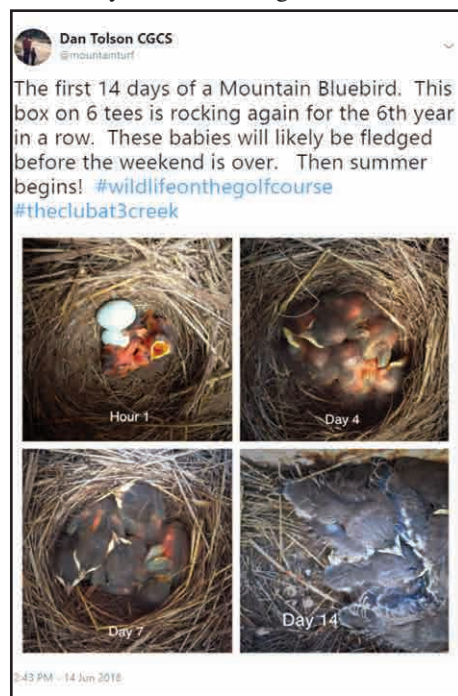 Dan Tolson CGCS
@mountainturf
The first 14 days of a Mountain Bluebird. This
box on 6 tees is rocking again for the 6th year
in a row. These babies will likely be fledged
before the weekend is over. Then summer
begins! #wildlifeonthegolfcourse
#theclubat3creek
Hour 1
Day 4
Day 7
Day 14
2:43 PM - 14 Jun 2018